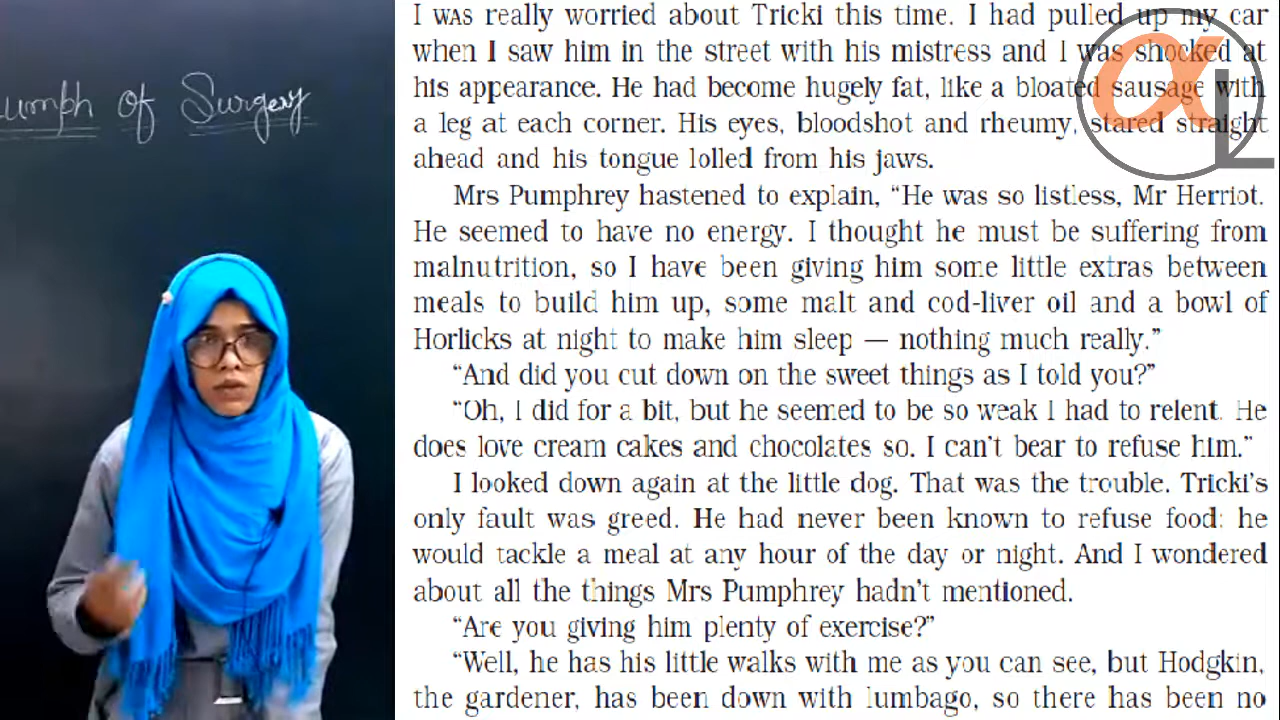 of Surgery
I WAS really worried about Tricki this time. I had pulled up my car
when I saw him in the street with his mistress and I was shocked at
his appearance. He had become hugely fat, like a bloated sausage with
a leg at each corner. His eyes, bloodshot and rheumy, stared straight
ahead and his tongue lolled from his jaws.
Mrs Pumphrey hastened to explain, “He was so listless, Mr Herriot.
He seemed to have no energy. I thought he must be suffering from
malnutrition, so I have been giving him some little extras between
meals to build him up, some malt and cod-liver oil and a bowl of
Horlicks at night to make him sleep — nothing much really.”
“And did you cut down on the sweet things as I told you?”
“Oh, I did for a bit, but he seemed to be so weak I had to relent. He
does love cream cakes and chocolates so. I can’t bear to refuse him.”
I looked down again at the little dog. That was the trouble. Tricki’s
only fault was greed. He had never been known to refuse food: he
would tackle a meal at any hour of the day or night. And I wondered
about all the things Mrs Pumphrey hadn’t mentioned.
“Are you giving him plenty of exercise?”
“Well, he has his little walks with me as you can see, but Hodgkin,
the gardener, has been down with lumbago, so there has been no